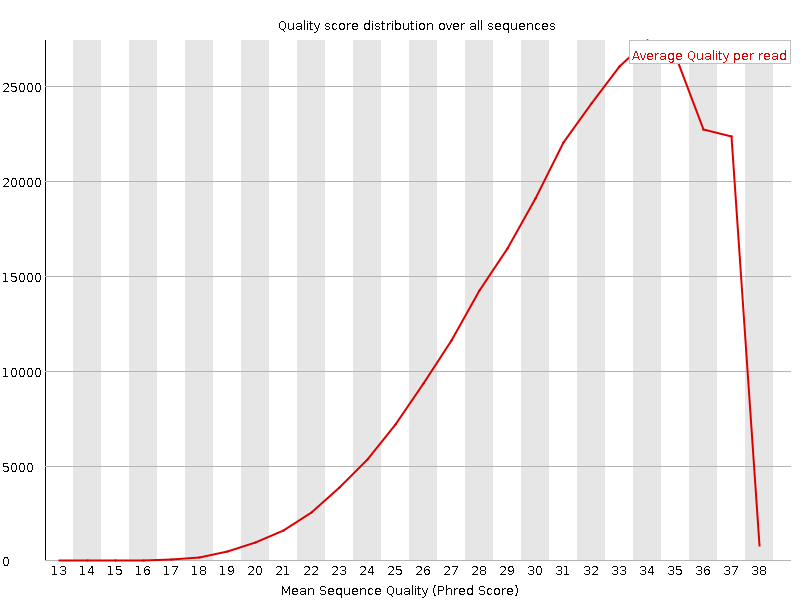 Quality score distribution over all sequences
Average Quality per read
25000
20000
15000
10000
5000
0
13 14 15 16 17 18 19 20 21 22 23 24 25 26 27 28 29 30 31 32 33 34 35 36 37 38
Mean Sequence Quality (Phred Score)